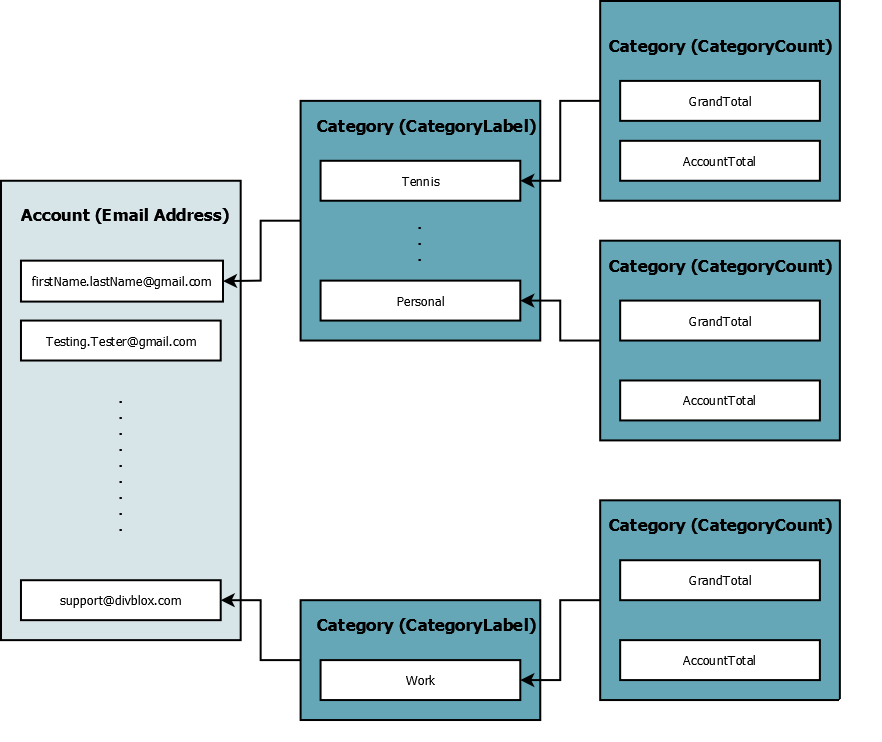 Account (Email Address)
firstName.lastName@gmail.com
Testing.Tester@gmail.com
support@divblox.com
Category (CategoryLabel)
Tennis
Personal
Category (CategoryLabel)
Work
Category (CategoryCount)
GrandTotal
AccountTotal
Category (CategoryCount)
GrandTotal
AccountTotal
Category (CategoryCount)
GrandTotal
AccountTotal